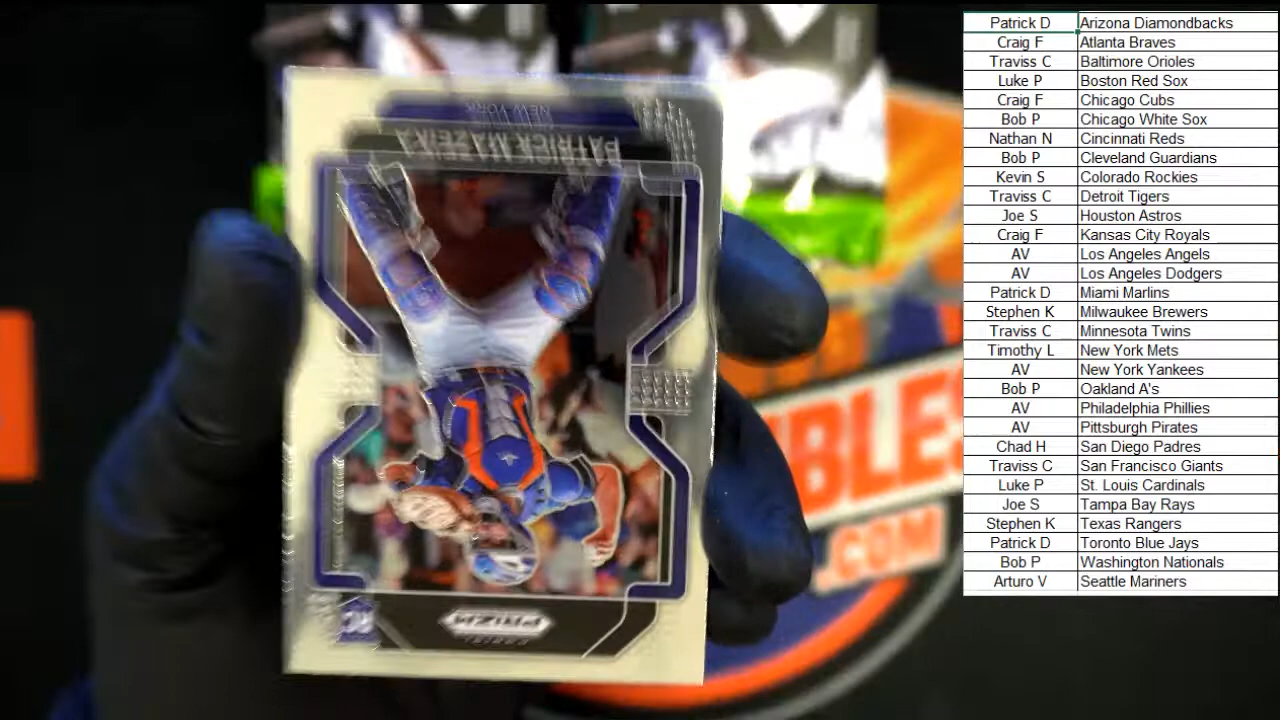 NEW YORK
PATRICK MAZEIKA
PANINI
PRIZM
RC
IBLE
.COM
Patrick D Arizona Diamondbacks
Craig F Atlanta Braves
Traviss C Baltimore Orioles
Luke P Boston Red Sox
Craig F Chicago Cubs
Bob P Chicago White Sox
Nathan N Cincinnati Reds
Bob P Cleveland Guardians
Kevin S Colorado Rockies
Traviss C Detroit Tigers
Joe S Houston Astros
Craig F Kansas City Royals
AV Los Angeles Angels
AV Los Angeles Dodgers
Patrick D Miami Marlins
Stephen K Milwaukee Brewers
Traviss C Minnesota Twins
Timothy L New York Mets
AV New York Yankees
Bob P Oakland A's
AV Philadelphia Phillies
AV Pittsburgh Pirates
Chad H San Diego Padres
Traviss C San Francisco Giants
Luke P St. Louis Cardinals
Joe S Tampa Bay Rays
Stephen K Texas Rangers
Patrick D Toronto Blue Jays
Bob P Washington Nationals
Arturo V Seattle Mariners